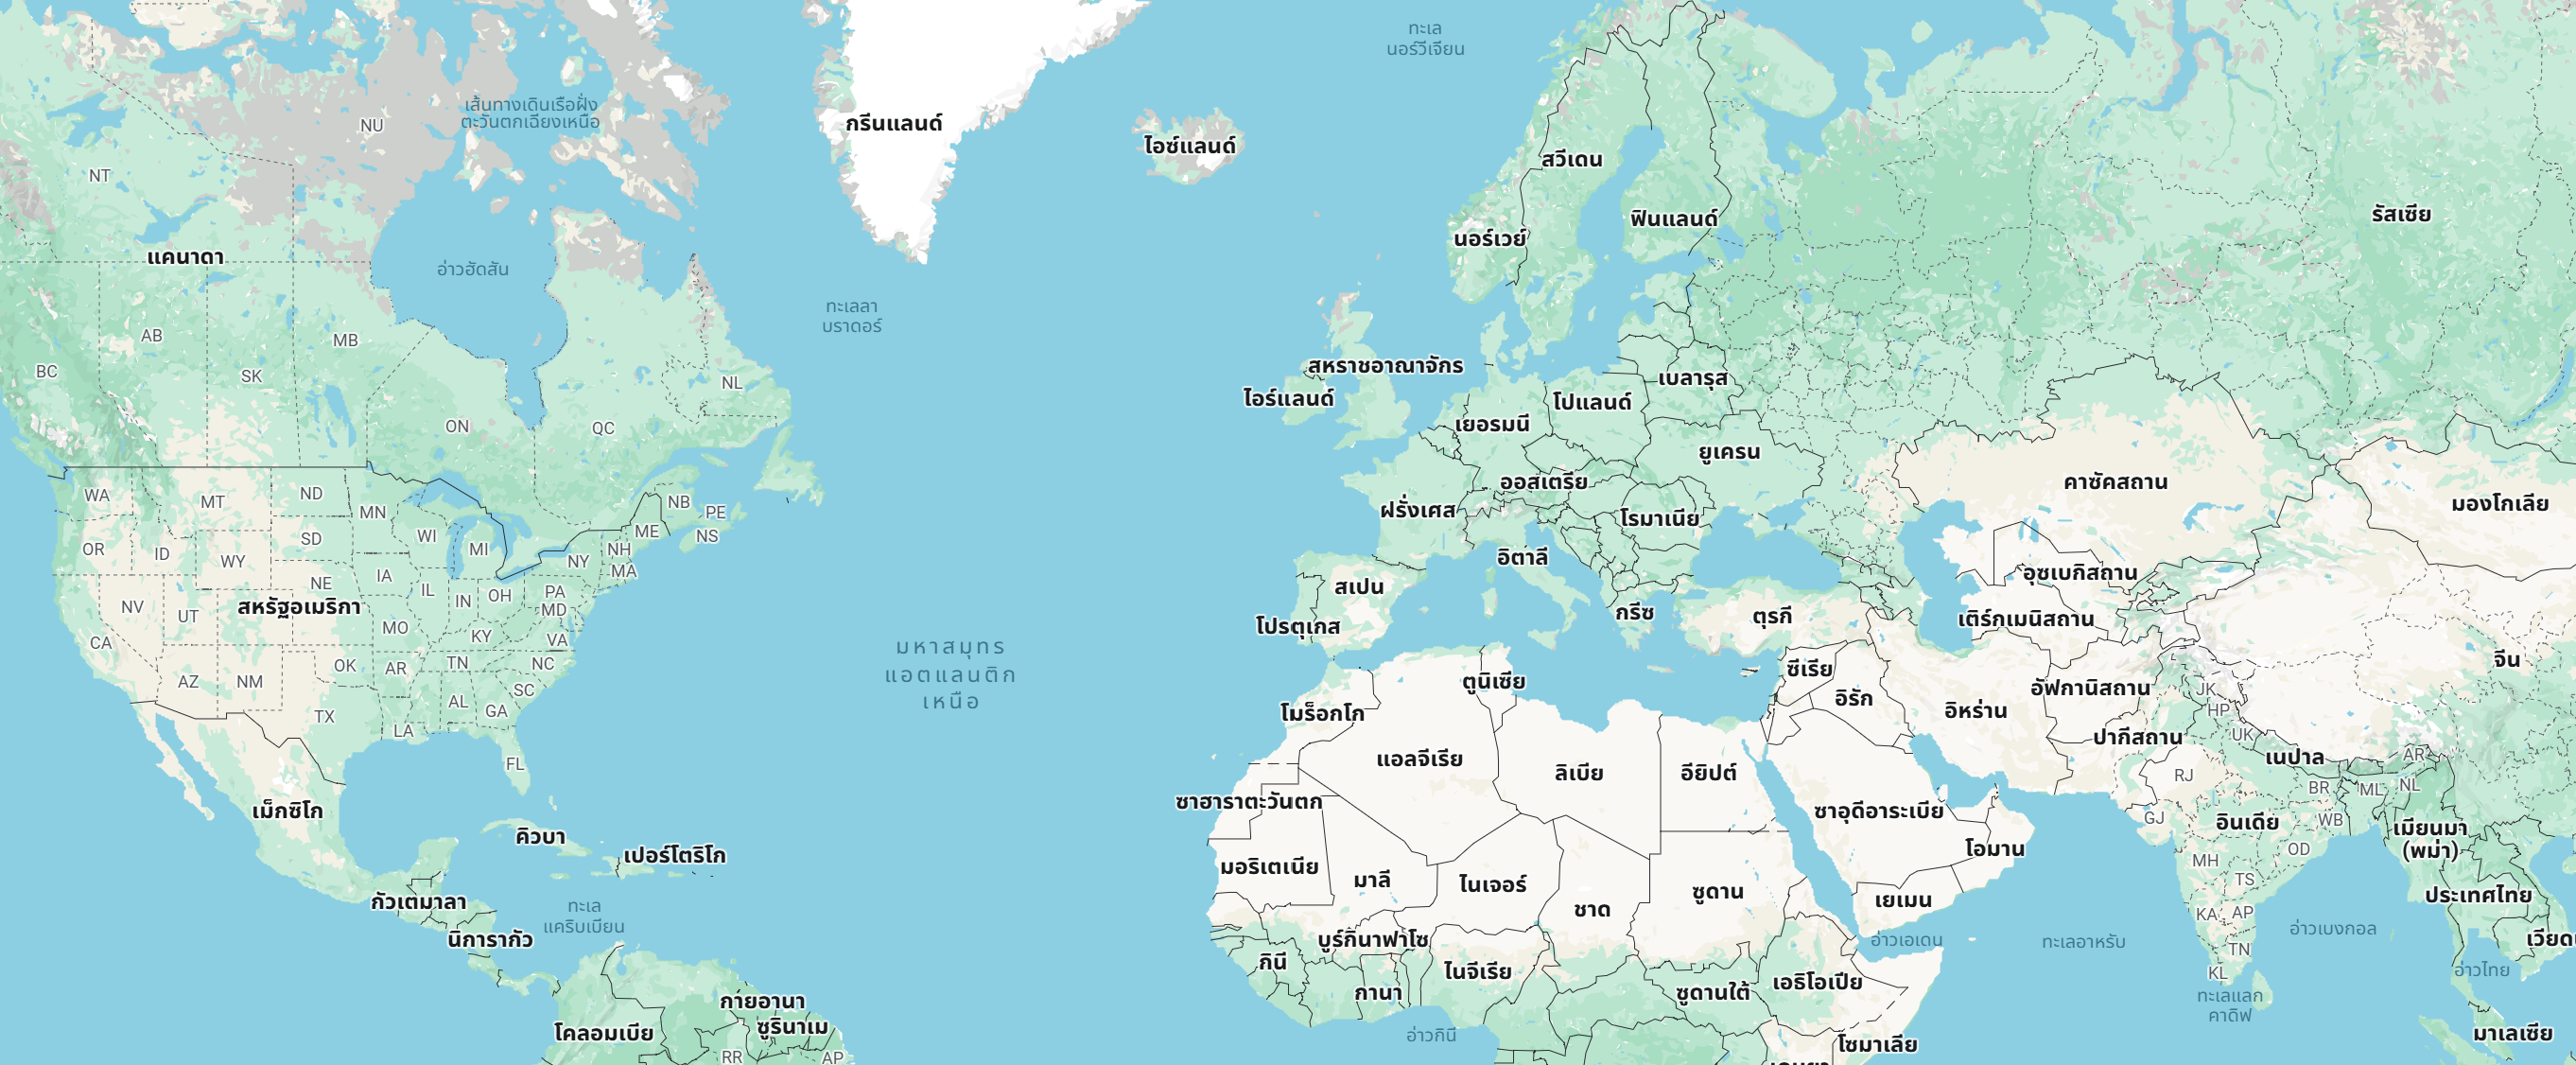 ทะเล
นอร์วีเจียน
เส้นทางเดินเรือฝั่ง
ตะวันตกเฉียงเหนือ
NU
กรีนแลนด์
ไอซ์แลนด์
สวีเดน
NT
ฟินแลนด์
รัสเซีย
นอร์เวย์
แคนาดา
อ่าวฮัดสัน
ทะเลลา
บราดอร์
AB
MB
BC
SK
NL
สหราชอาณาจักร
ไอร์แลนด์
เบลารุส
โปแลนด์
ON
QC
เยอรมนี
ยูเครน
ออสเตรีย
คาซัคสถาน
มองโกเลีย
WA
MT
ND
MN
NB
PE
ฝรั่งเศส
โรมาเนีย
OR
ID
WY
SD
WI
MI
ME
NS
NH
NY
MA
อิตาลี
สเปน
อุซเบกิสถาน
NE
IA
IL
IN
OH
PA
MD
NV
UT
สหรัฐอเมริกา
โปรตุเกส
กรีซ
ตุรกี
เติร์กเมนิสถาน
CA
MO
KY
VA
มหาสมุทร
แอตแลนติก
เหนือ
OK
AR
TN
NC
AZ
NM
SC
AL
GA
TX
LA
FL
ตูนิเซีย
ซีเรีย
อิรัก
อัฟกานิสถาน
JK
จีน
โมร็อกโก
อิหร่าน
HP
ปากีสถาน
UK
แอลจีเรีย
ลิเบีย
อียิปต์
เนปาล
AR
RJ
BR
ML
NL
ซาฮาราตะวันตก
ซาอุดีอาระเบีย
GJ
อินเดีย
WB
เม็กซิโก
คิวบา
เปอร์โตริโก
เมียนมา
(พม่า)
โอมาน
OD
MH
มอริเตเนีย
มาลี
ไนเจอร์
ซูดาน
TS
ชาด
เยเมน
ประเทศไทย
กัวเตมาลา
ทะเล
แคริบเบียน
KA
AP
นิการากัว
บูร์กินาฟาโซ
อ่าวเอเดน
ทะเลอาหรับ
อ่าวเบงกอล
TN
เวียด
กินี
ไนจีเรีย
เอธิโอเปีย
KL
อ่าวไทย
กานา
ซูดานใต้
ทะเลแลก
คาดิฟ
กายอานา
ซูรินาเม
โคลอมเบีย
อ่าวกินี
โซมาเลีย
มาเลเซีย
RR
AP